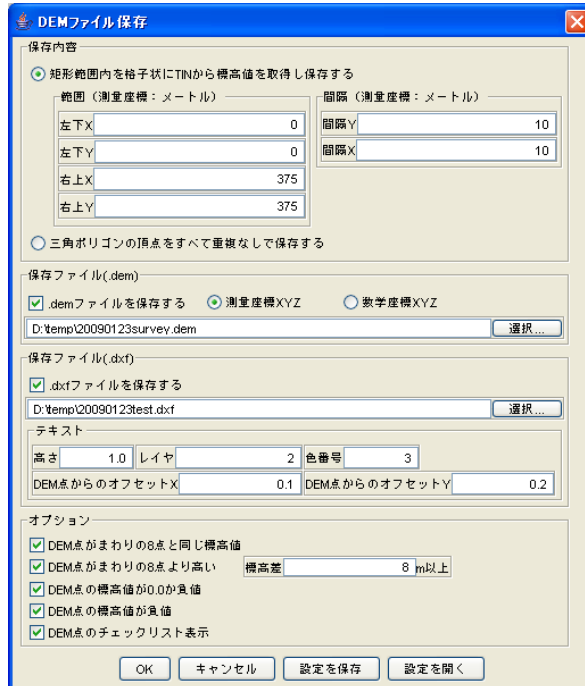 DEMファイル保存
保存内容
矩形範囲内を格子状にTINから標高値を取得し保存する
範囲（測量座標：メートル）
間隔（測量座標：メートル）
左下X 0
間隔Y 10
左下Y 0
間隔X 10
右上X 375
右上Y 375
三角ポリゴンの頂点をすべて重複なしで保存する
保存ファイル(.dem)
.demファイルを保存する 測量座標XYZ 数学座標XYZ
D:\temp\20090123survey.dem 選択...
保存ファイル(.dxf)
.dxfファイルを保存する
D:\temp\20090123test.dxf 選択...
テキスト
高さ 1.0 レイヤ 2 色番号 3
DEM点からのオフセットX 0.1 DEM点からのオフセットY 0.2
オプション
DEM点がまわりの8点と同じ標高値
DEM点がまわりの8点より高い 標高差 8 m以上
DEM点の標高値が0.0か負値
DEM点の標高値が負値
DEM点のチェックリスト表示
OK キャンセル 設定を保存 設定を開く